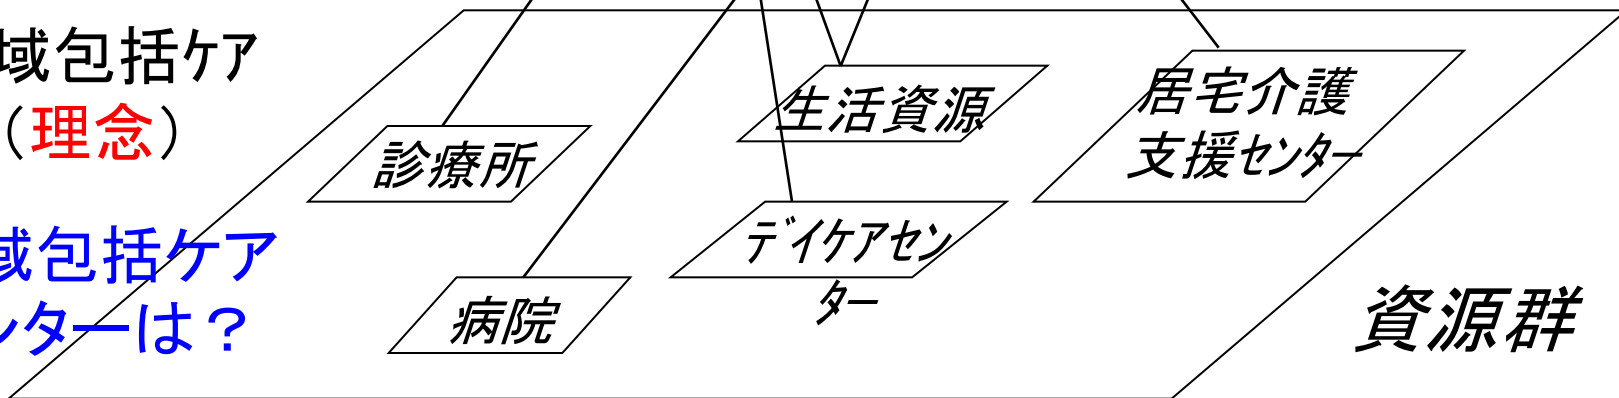 域包括ケア
（理念）
域包括ケア
ンターは？
診療所
病院
生活資源
ﾃﾞｲｹｱｾﾝ
ﾀｰ
居宅介護
支援ｾﾝﾀｰ
資源群